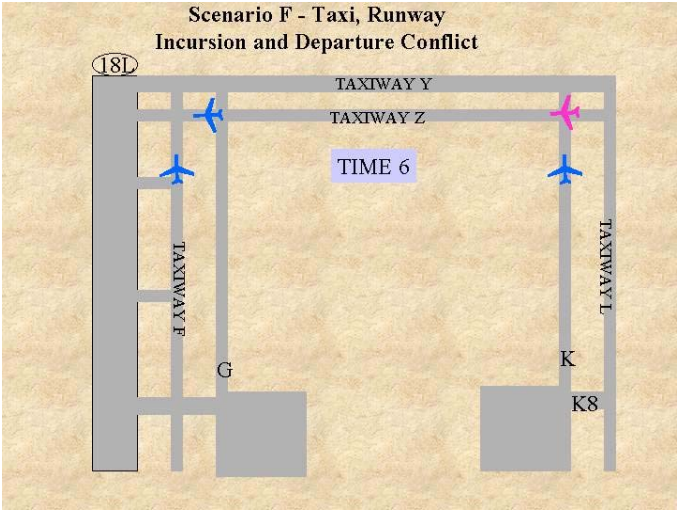 Scenario F - Taxi, Runway
Incursion and Departure Conflict
18L
TAXIWAY Y
TAXIWAY Z
TIME 6
TAXIWAY F
TAXIWAY L
G
K
K8